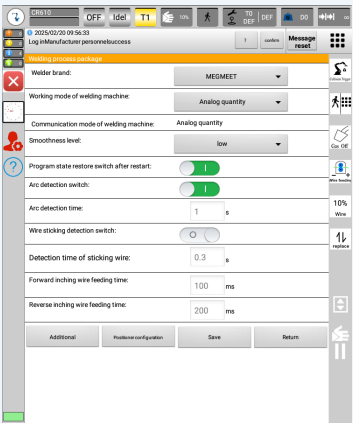 CR610
OFF
Idel
T1
10%
T0
DEF
DEF
DO
2025/02/20 09:56:33
Log inManufacturer personnelsuccess
1
confirm
Message
reset
Welding process package
Welder brand:
MEGMEET
Working mode of welding machine:
Analog quantity
Communication mode of welding machine:
Analog quantity
Smoothness level:
low
Program state restore switch after restart:
Arc detection switch:
Arc detection time:
1
s
Wire sticking detection switch:
Detection time of sticking wire:
0.3
s
Forward inching wire feeding time:
100
ms
Reverse inching wire feeding time:
200
ms
Additional
Positioner configuration
Save
Return
Collision Trigger
Gas Off
Wire feeding
10%
Wire
replace